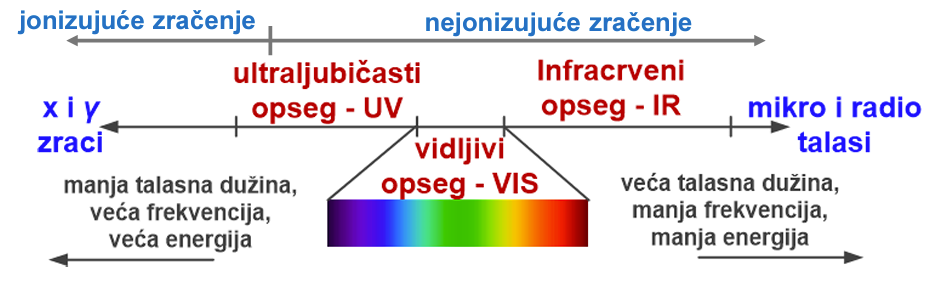 jonizujuće zračenje
nejonizujuće zračenje
ultraljubičasti
opseg - UV
Infracrveni
opseg - IR
x i γ
zraci
mikro i radio
talasi
vidljivi
opseg - VIS
manja talasna dužina,
veća frekvencija,
veća energija
veća talasna dužina,
manja frekvencija,
manja energija